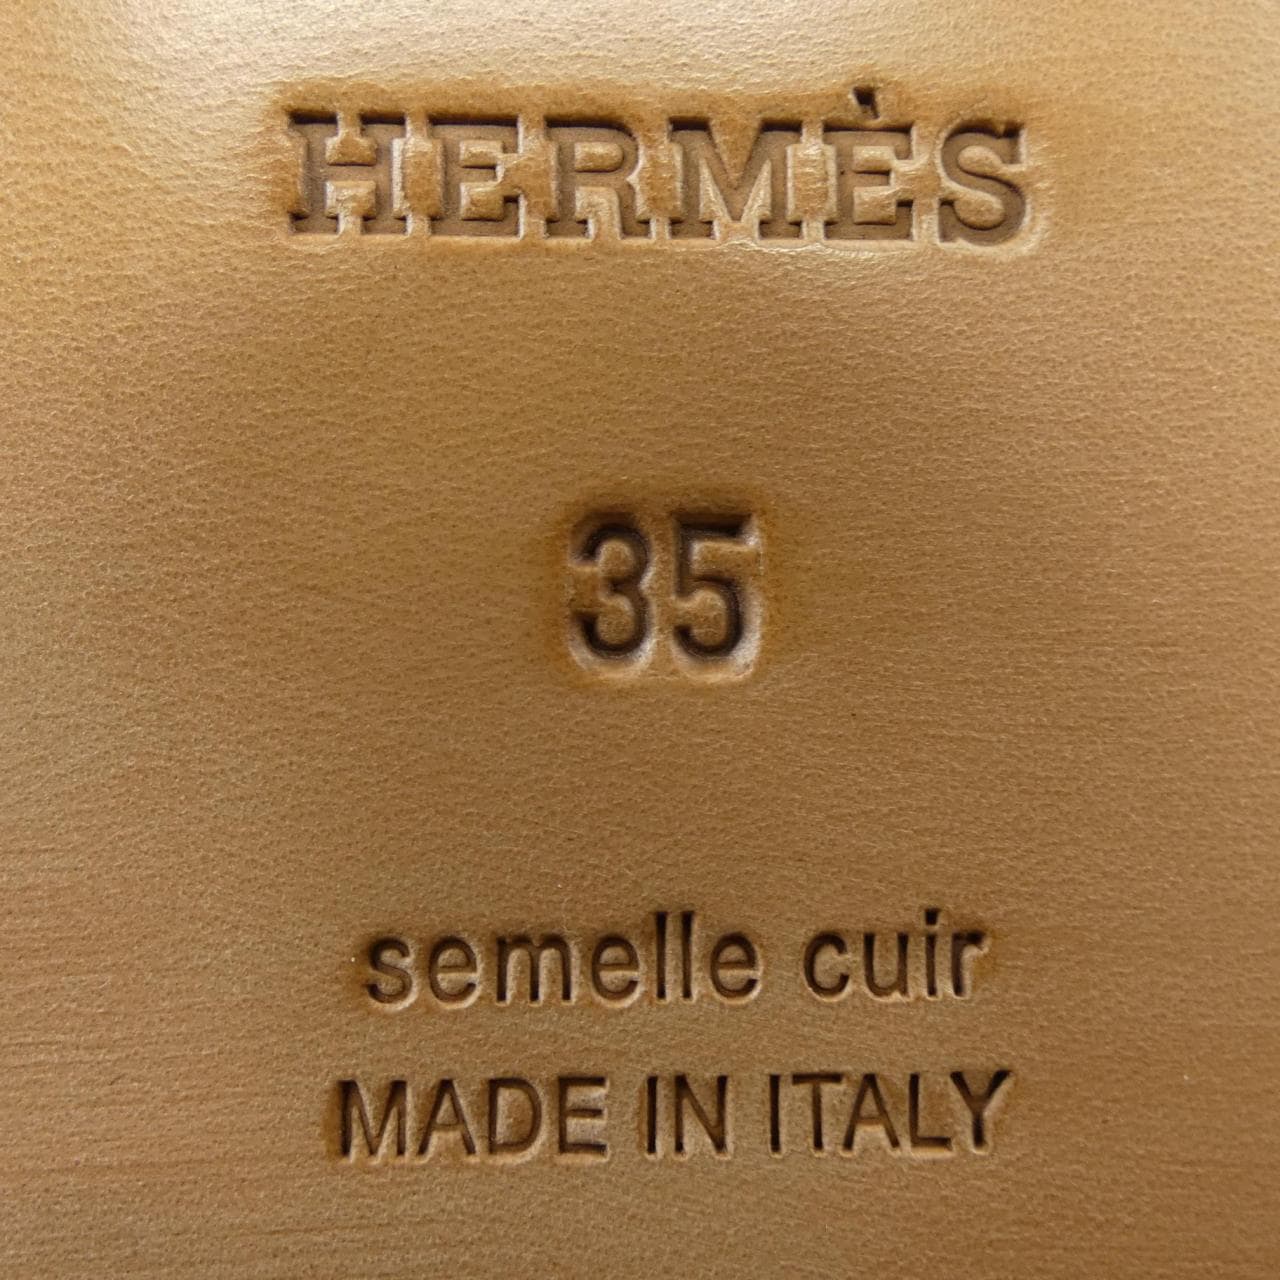 HERMÈS
35
semelle cuir
MADE IN ITALY